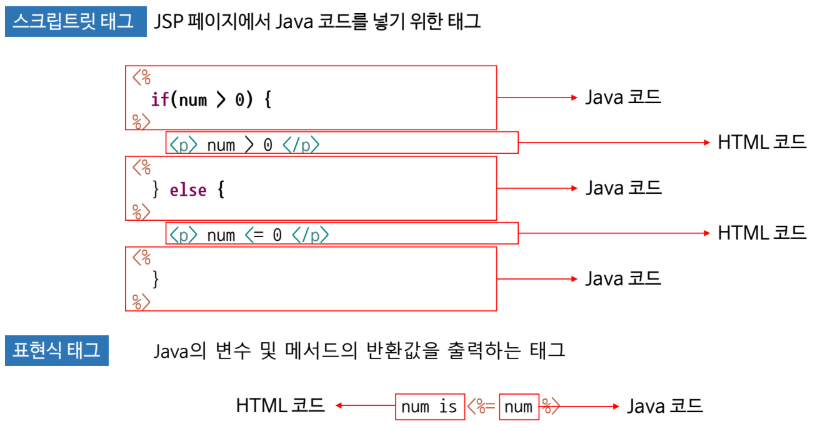 스크립트릿 태그 JSP 페이지에서 Java 코드를 넣기 위한 태그
<%
if(num > 0) {
Java 코드
%>
<p> num > 0 </p>
HTML 코드
<%
} else {
Java 코드
%>
<p> num <= 0 </p>
HTML 코드
<%
}
Java 코드
%>
표현식 태그 Java의 변수 및 메서드의 반환값을 출력하는 태그
HTML 코드 num is <%= num %> Java 코드